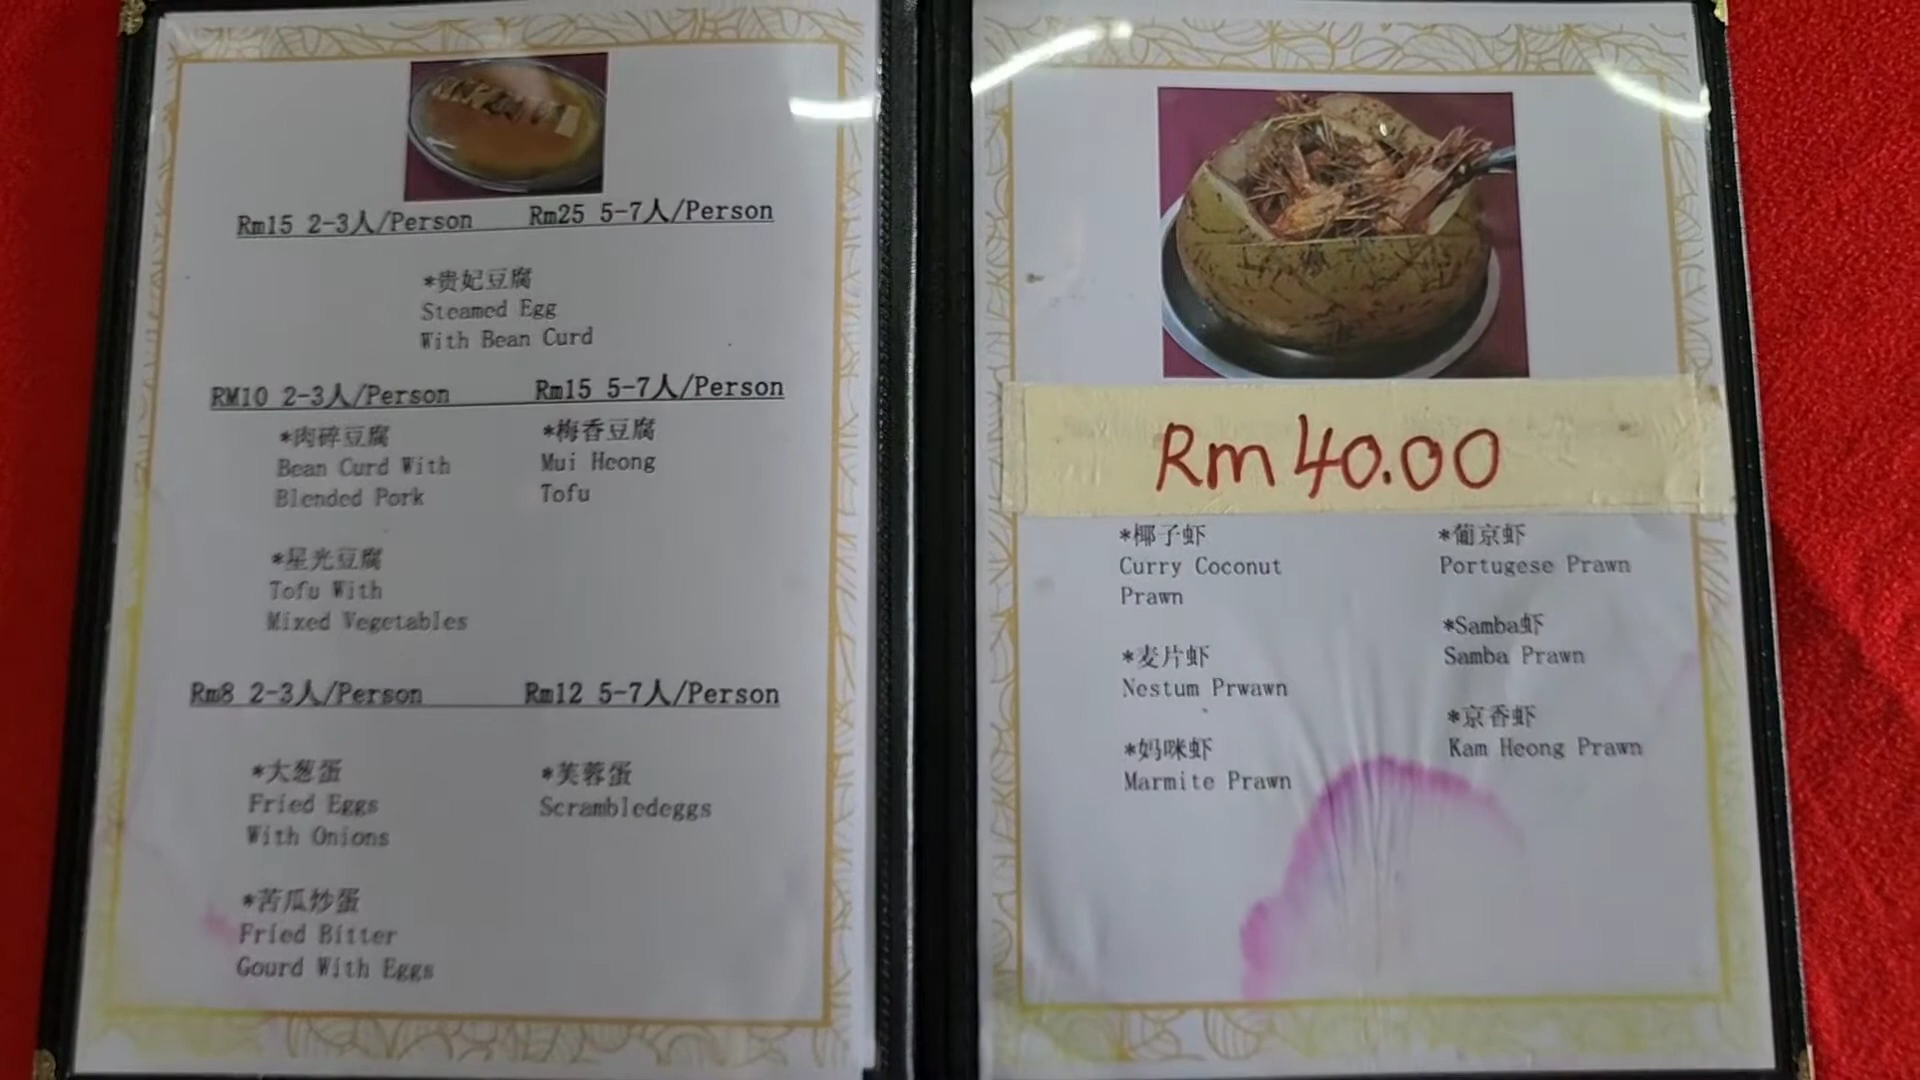 Rm15 2-3人/Person Rm25 5-7人/Person
*贵妃豆腐
Steamed Egg
With Bean Curd
RM10 2-3人/Person Rm15 5-7人/Person
*肉碎豆腐
Bean Curd With
Blended Pork
*梅香豆腐
Mui Heong
Tofu
*星光豆腐
Tofu With
Mixed Vegetables
Rm8 2-3人/Person Rm12 5-7人/Person
*大葱蛋
Fried Eggs
With Onions
*芙蓉蛋
Scrambledeggs
*苦瓜炒蛋
Fried Bitter
Gourd With Eggs
Rm 40.00
*椰子虾
Curry Coconut
Prawn
*麦片虾
Nestum Prwawn
*妈咪虾
Marmite Prawn
*葡京虾
Portugese Prawn
*Samba虾
Samba Prawn
*京香虾
Kam Heong Prawn